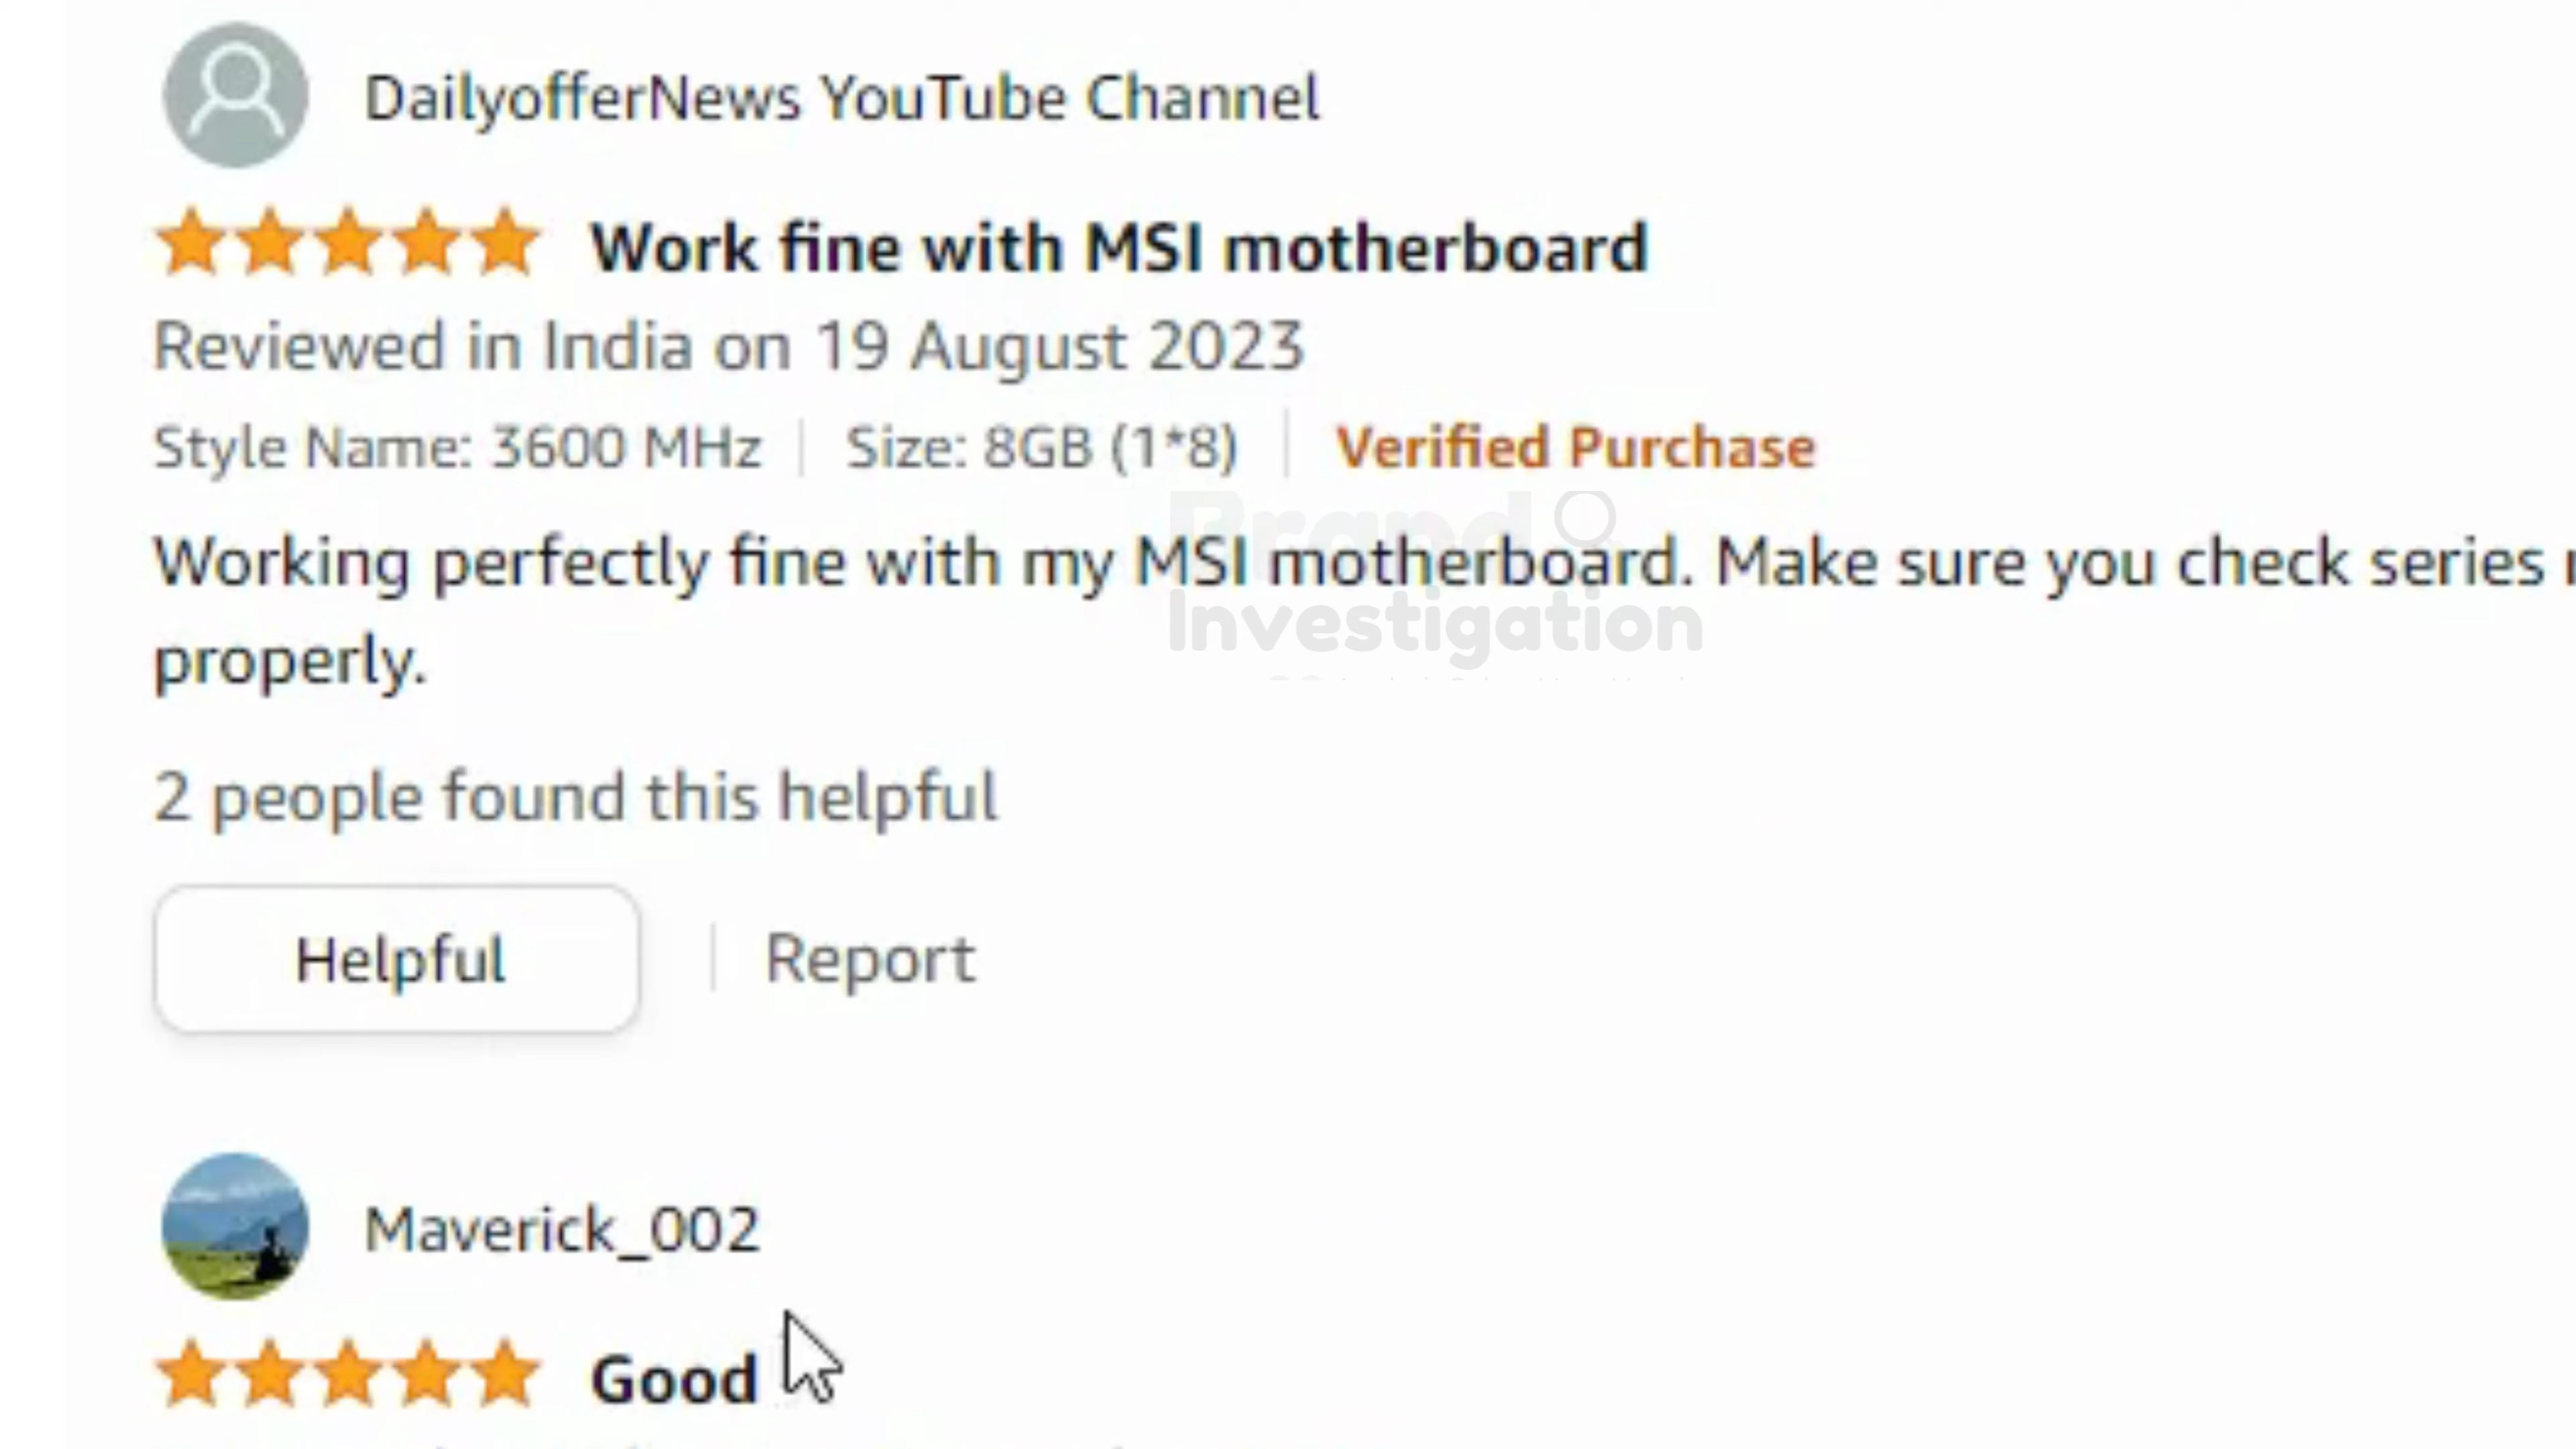 DailyofferNews YouTube Channel
Work fine with MSI motherboard
Reviewed in India on 19 August 2023
Style Name: 3600 MHz | Size: 8GB (1*8) | Verified Purchase
Brand
Working perfectly fine with my MSI motherboard. Make sure you check series
Investigation
properly.
2 people found this helpful
Helpful | Report
Maverick_002
Good